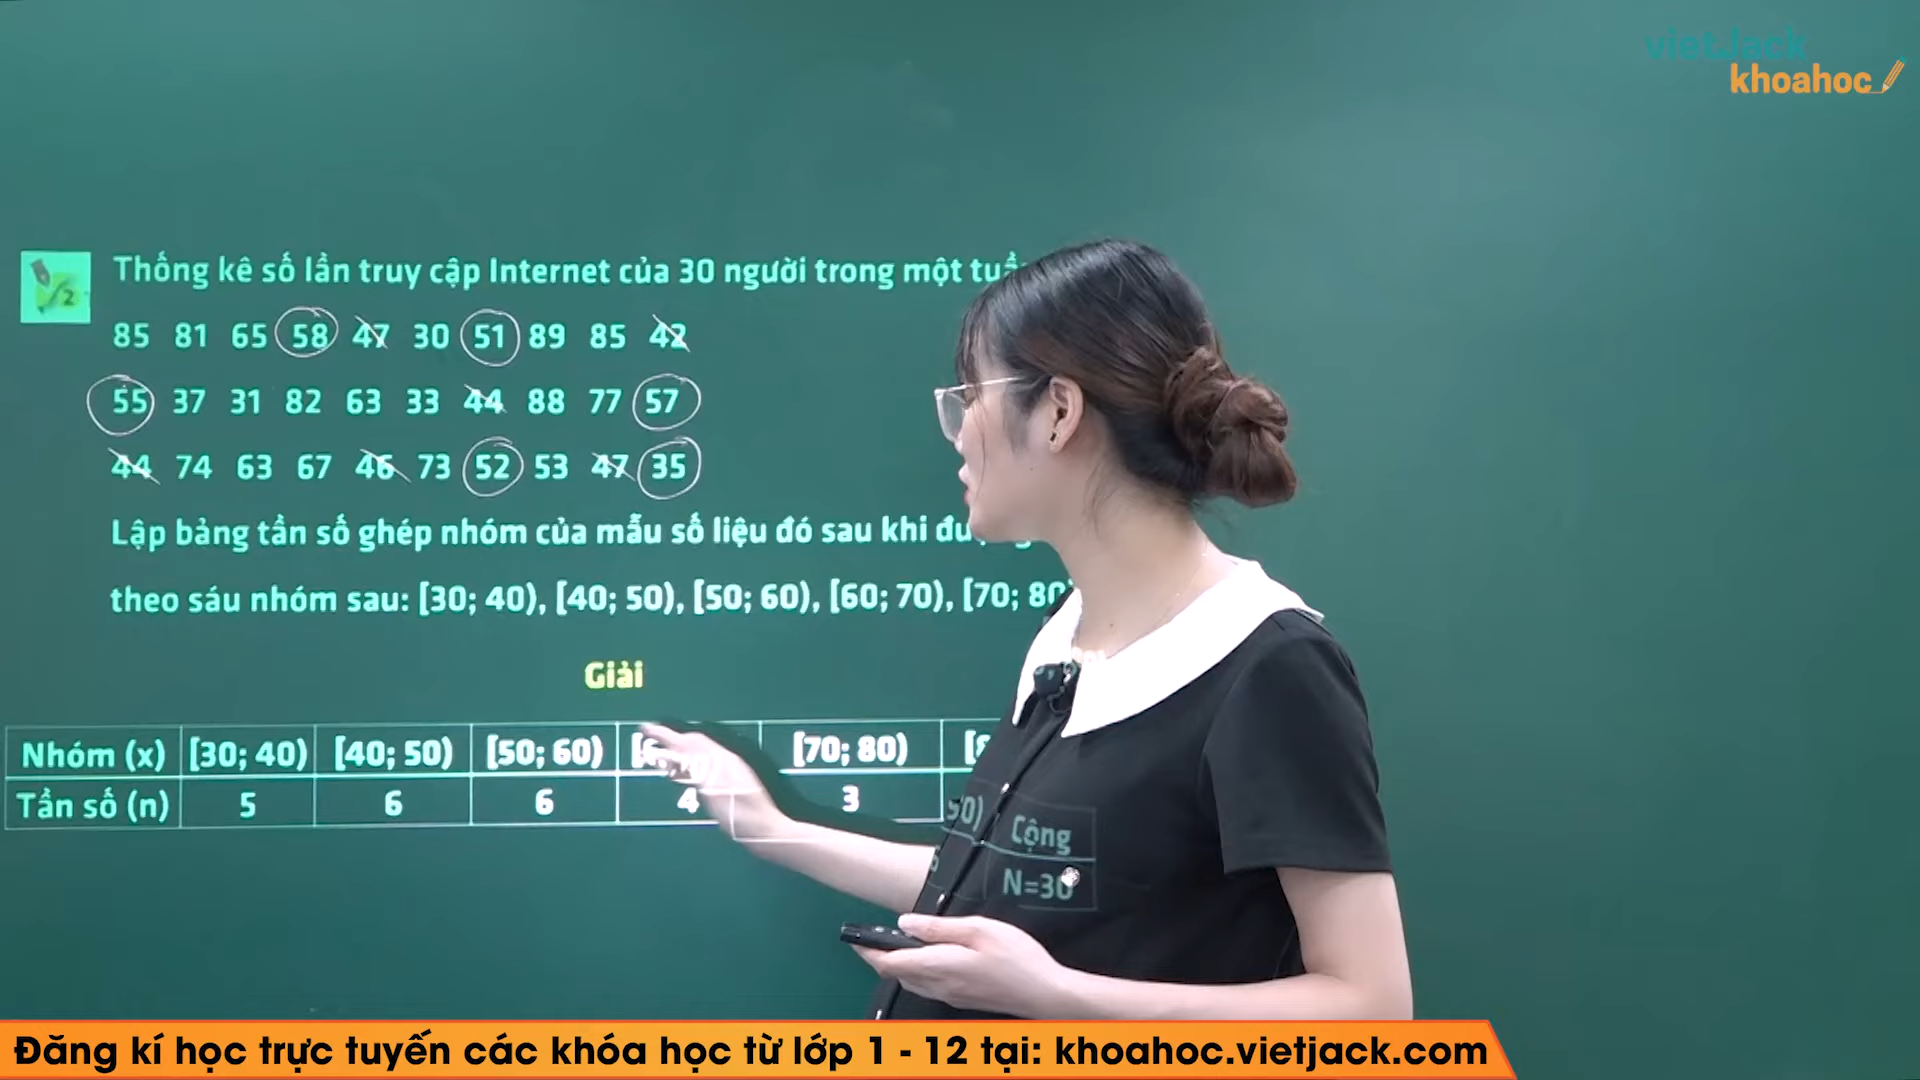 vietJack
khoahoc
Thống kê số lần truy cập Internet của 30 người trong một
85 81 65 58 47 30 51 89 85 42
55 37 31 82 63 33 44 88 77 57
44 74 63 67 46 73 52 53 47 35
Lập bảng tần số ghép nhóm của mẫu số liệu đó sau khi
theo sáu nhóm sau: [30; 40), [40; 50), [50; 60), [60; 70), [70; 80
Giải
Nhóm (x) [30; 40) [40; 50) [50; 60) [70; 80)
Tần số (n) 5 6 6 4 3
Cộng
N=30
Đăng kí học trực tuyến các khóa học từ lớp 1 - 12 tại: khoahoc.vietjack.com